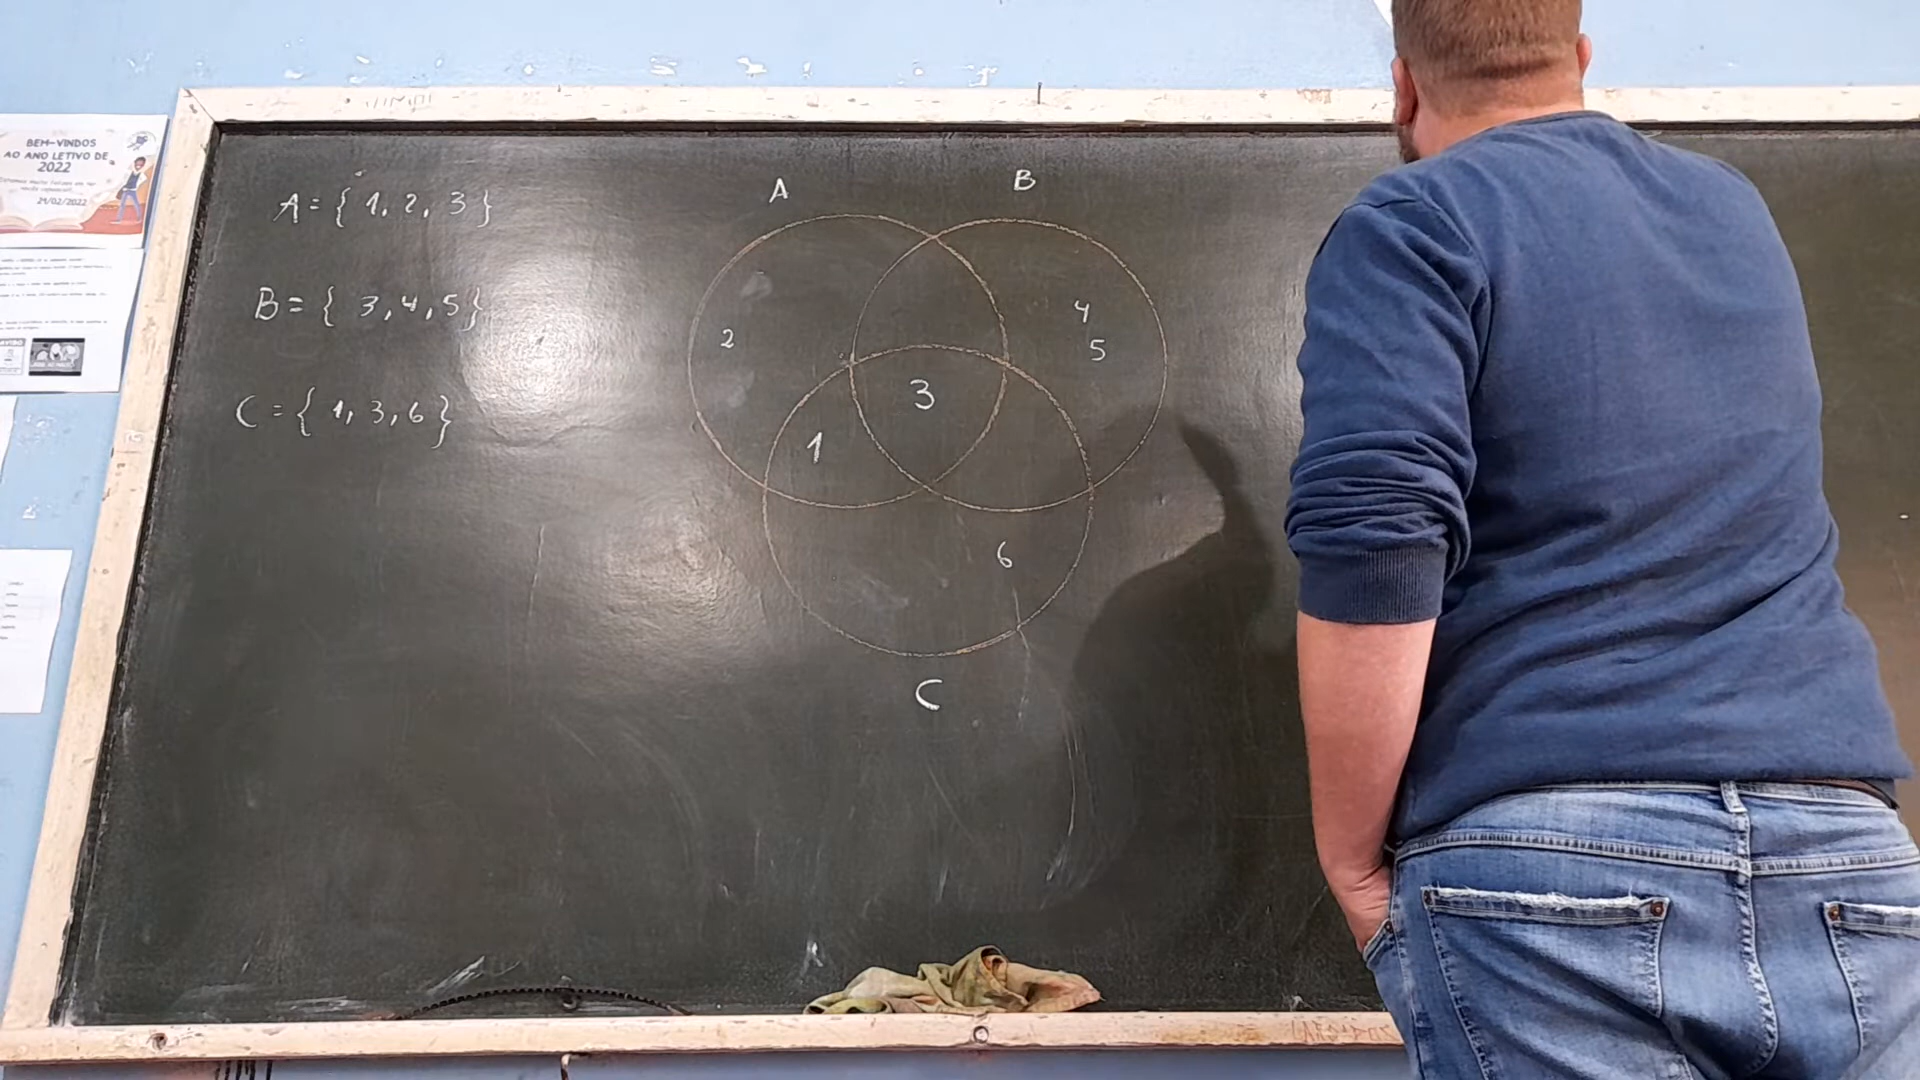 BEM-VINDOS
AO ANO LETIVO DE
2022
21/02/2022
A = { 1, 2, 3 }
B = { 3, 4, 5 }
C = { 1, 3, 6 }
A
B
2
4
5
3
1
6
C